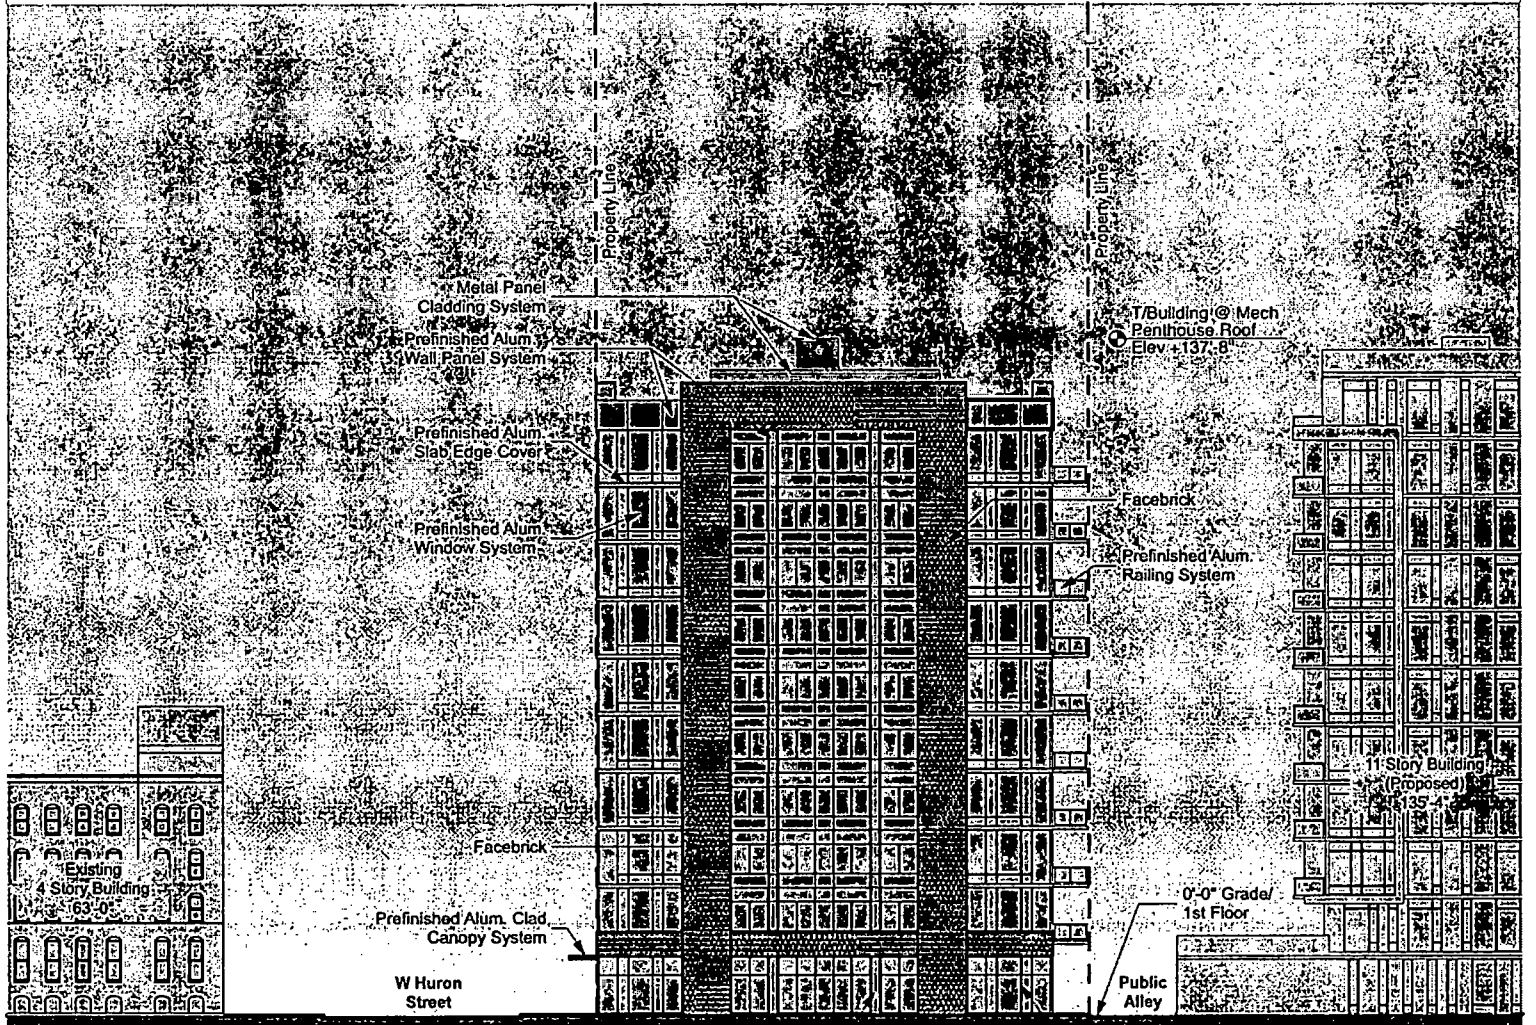 Property Line
Property Line
Metal Panel
Cladding System
T/Building @ Mech
Penthouse Roof
Elev +137'-8"
Prefinished Alum
Wall Panel System
Prefinished Alum
Slab Edge Cover
Facebrick
Prefinished Alum
Window System
Prefinished Alum.
Railing System
11 Story Building
(Proposed)
135'-4"
Facebrick
Existing
4 Story Building
63'-0"
0'-0" Grade/
1st Floor
Prefinished Alum. Clad
Canopy System
W Huron
Street
Public
Alley